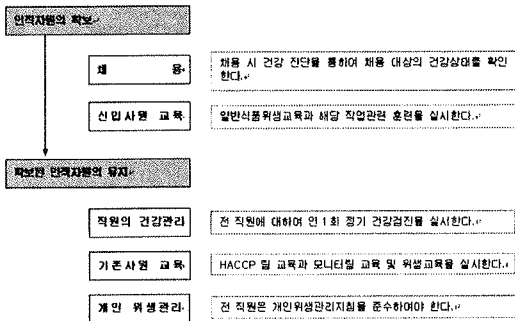 인적자원의 확보
채 용
채용 시 건강 진단을 통하여 채용 대상의 건강상태를 확인
한다.
신입사원 교육
일반식품위생교육과 해당 작업관련 훈련을 실시한다.
확보된 인적자원의 유지
직원의 건강관리
전 직원에 대하여 연 1회 정기 건강검진을 실시한다.
기존사원 교육
HACCP 팀 교육과 모니터링 교육 및 위생교육을 실시한다.
개인 위생관리
전 직원은 개인위생관리지침을 준수하여야 한다.